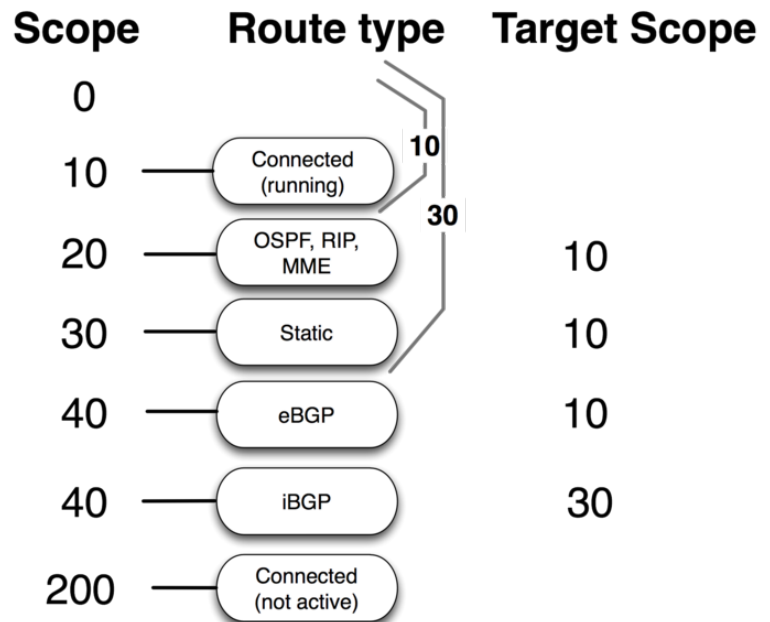 Scope Route type Target Scope
0
10 Connected
(running)
10
30
20 OSPF, RIP,
MME 10
30 Static 10
40 eBGP 10
40 iBGP 30
200 Connected
(not active)